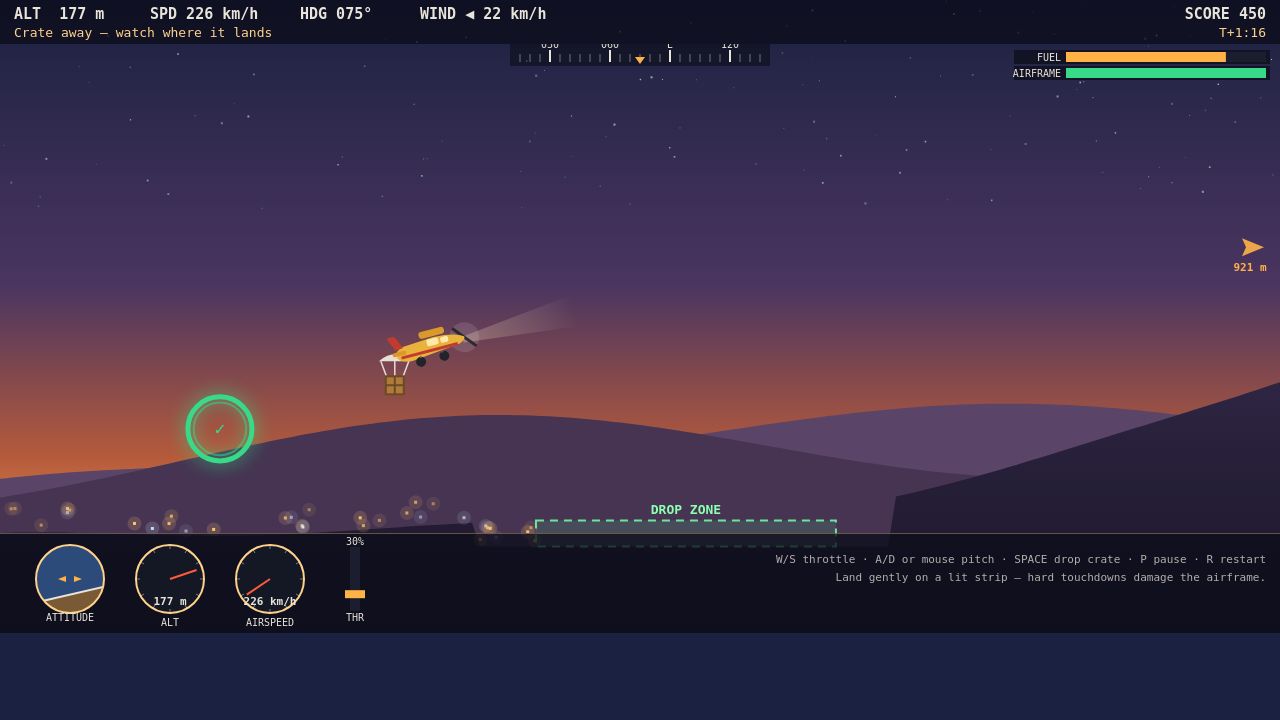 ALT 177 m SPD 226 km/h HDG 075° WIND ◀ 22 km/h SCORE 450
Crate away — watch where it lands T+1:16
030 060 E 120
FUEL
AIRFRAME
921 m
✓
DROP ZONE
30%
W/S throttle · A/D or mouse pitch · SPACE drop crate · P pause · R restart
Land gently on a lit strip — hard touchdowns damage the airframe.
177 m 226 km/h
ATTITUDE ALT AIRSPEED THR